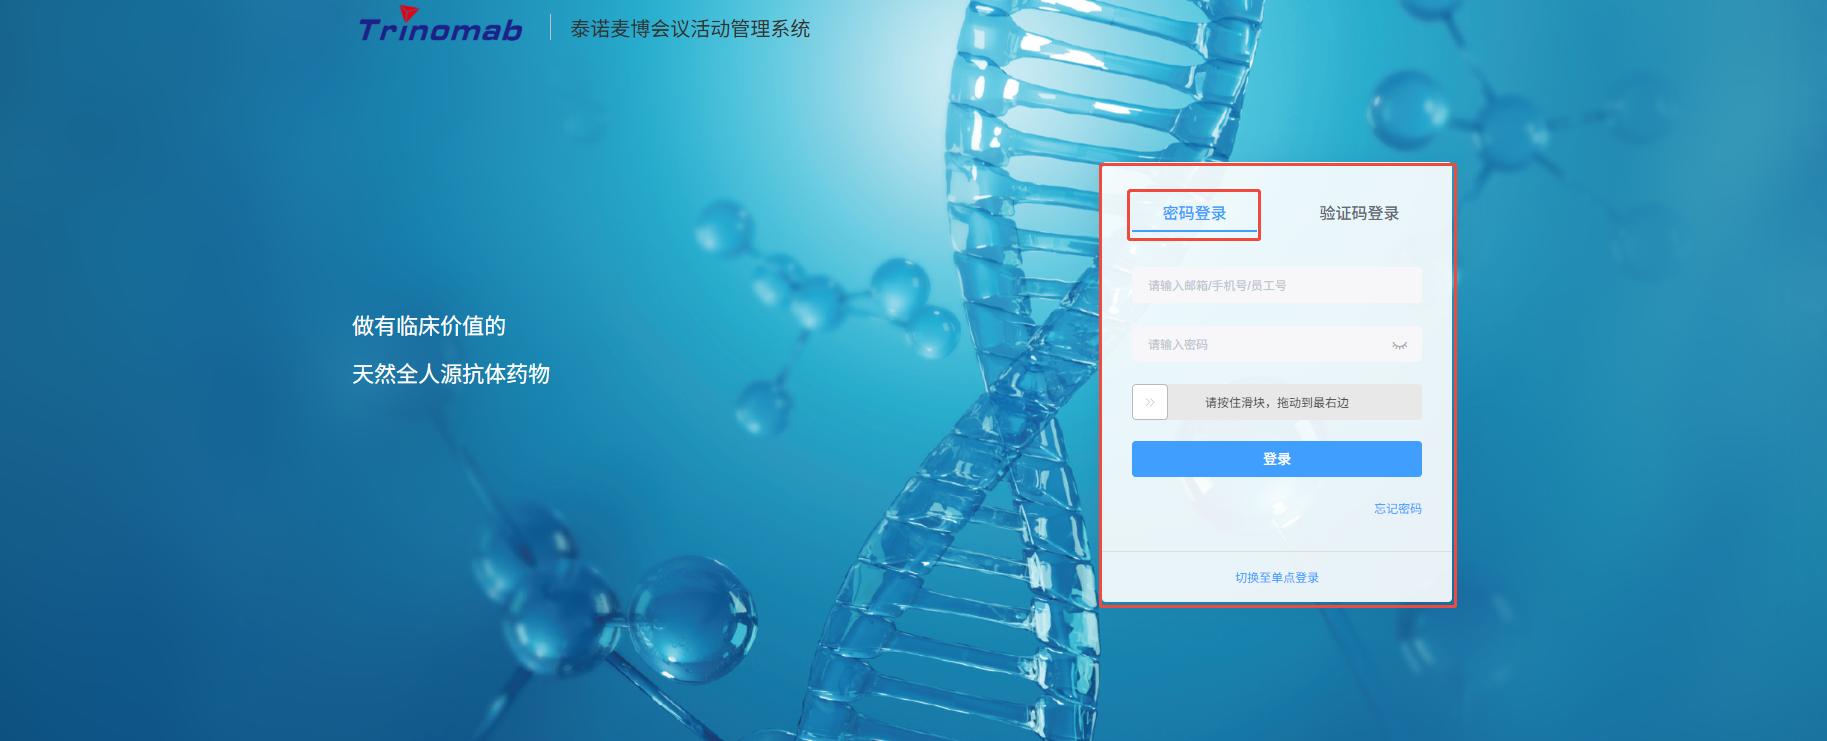 Trinomab
泰诺麦博会议活动管理系统
做有临床价值的
天然全人源抗体药物
密码登录
验证码登录
请输入邮箱/手机号/员工号
请输入密码
请按住滑块，拖动到最右边
登录
忘记密码
切换至单点登录